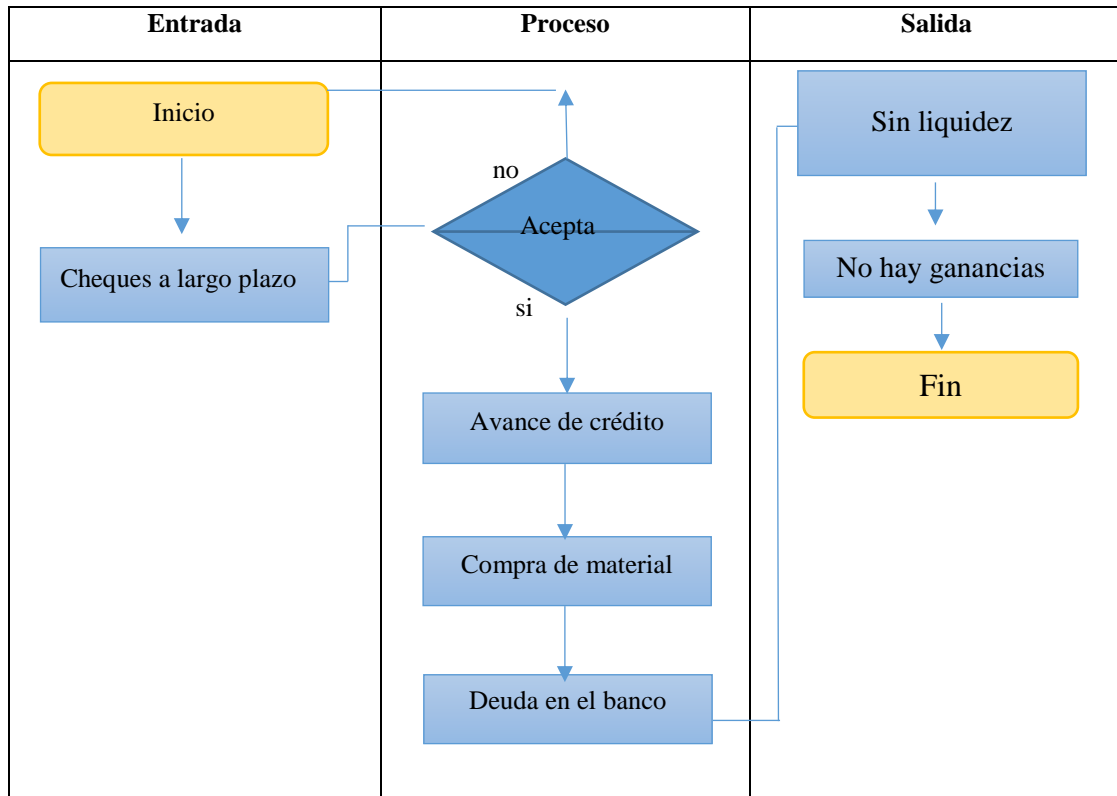 Entrada
Proceso
Salida
Inicio
Cheques a largo plazo
no
Acepta
si
Avance de crédito
Compra de material
Deuda en el banco
Sin liquidez
No hay ganancias
Fin